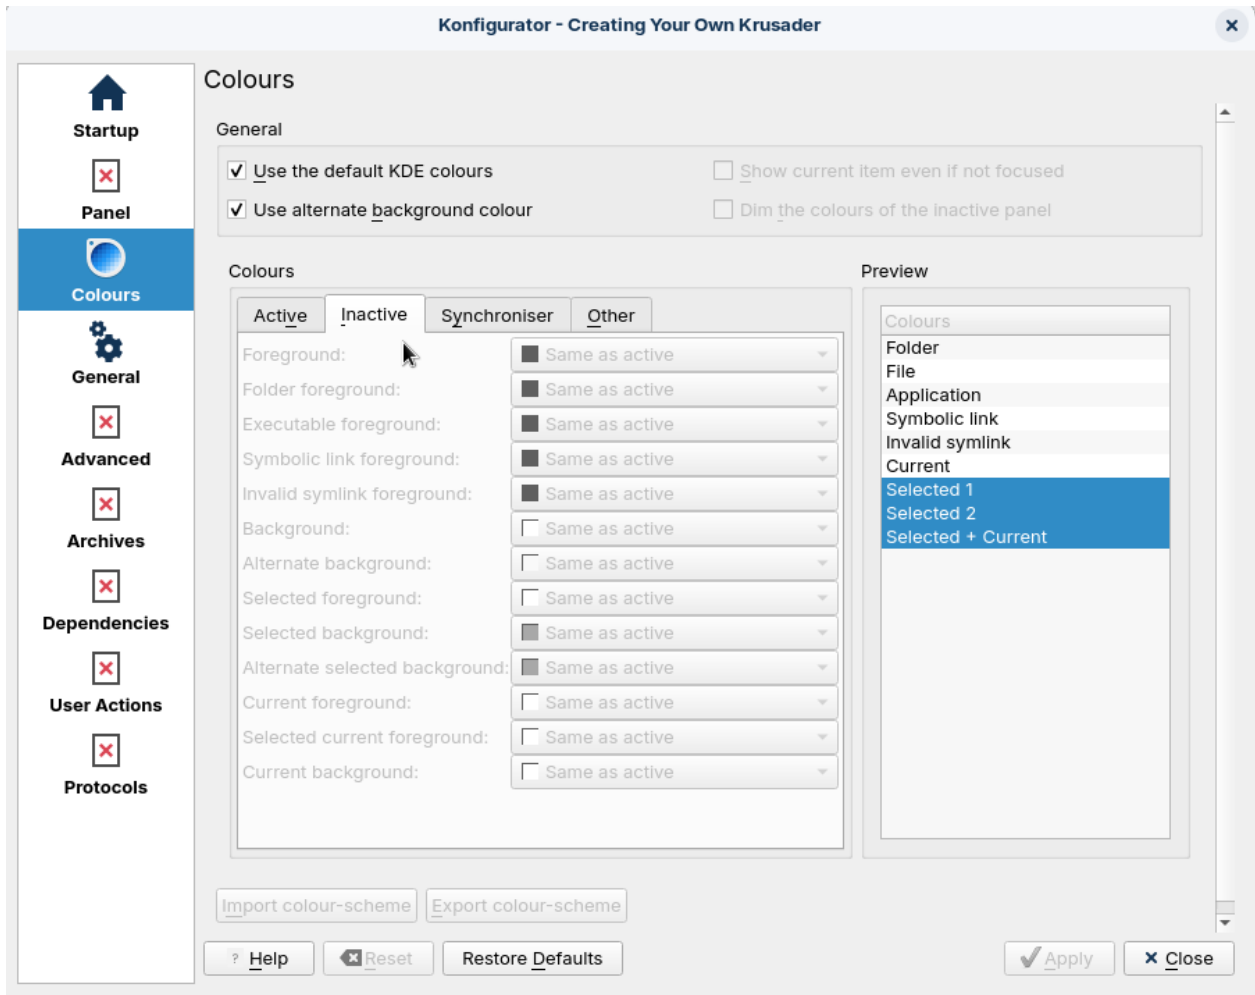 Konfigurator - Creating Your Own Krusader
Startup
Panel
Colours
General
Advanced
Archives
Dependencies
User Actions
Protocols
Colours
General
Use the default KDE colours
Show current item even if not focused
Use alternate background colour
Dim the colours of the inactive panel
Colours
Active Inactive Synchroniser Other
Foreground: Same as active
Folder foreground: Same as active
Executable foreground: Same as active
Symbolic link foreground: Same as active
Invalid symlink foreground: Same as active
Background: Same as active
Alternate background: Same as active
Selected foreground: Same as active
Selected background: Same as active
Alternate selected background: Same as active
Current foreground: Same as active
Selected current foreground: Same as active
Current background: Same as active
Preview
Colours
Folder
File
Application
Symbolic link
Invalid symlink
Current
Selected 1
Selected 2
Selected + Current
Import colour-scheme Export colour-scheme
? Help Reset Restore Defaults Apply Close